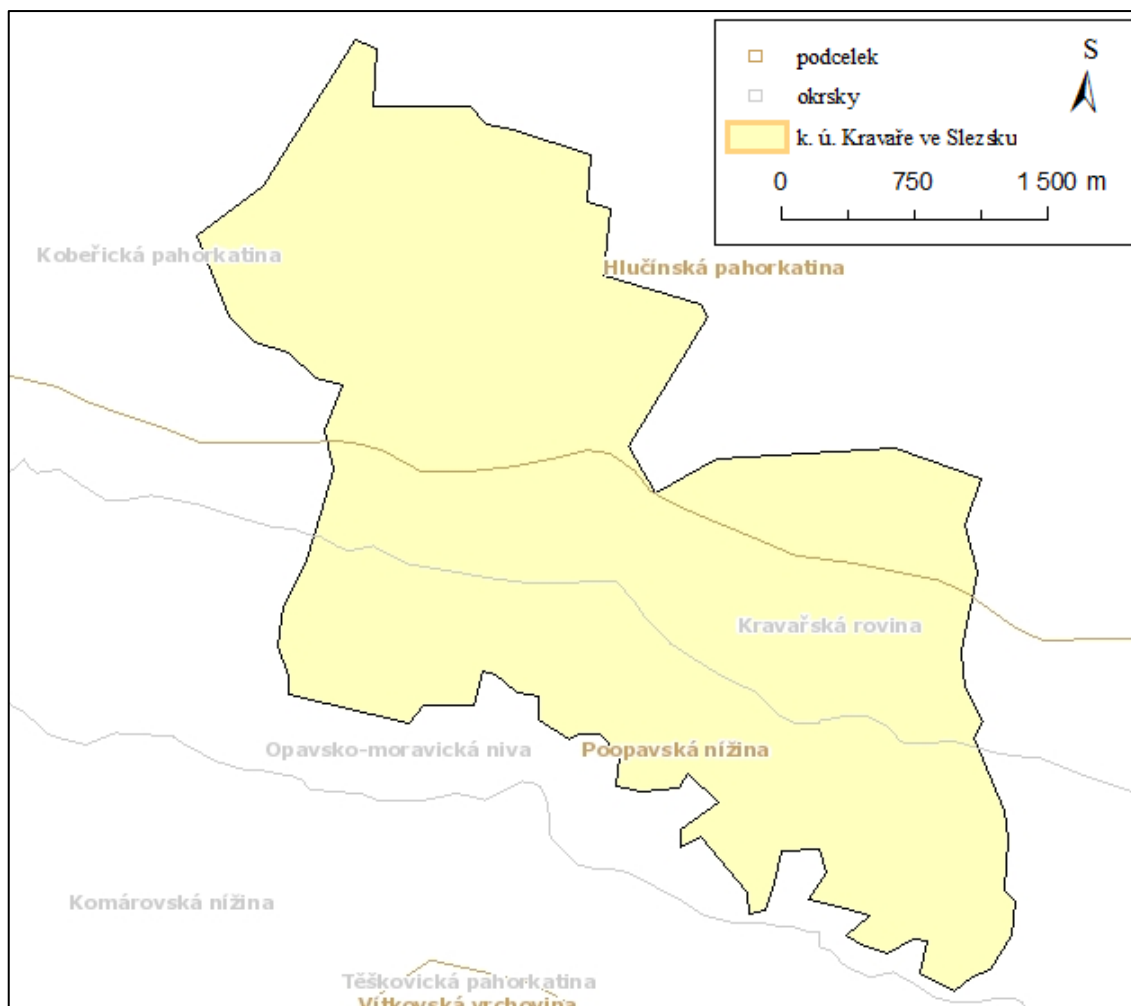 podcelek
okrsky
k. ú. Kravaře ve Slezsku
S
0 750 1 500 m
Kobeřická pahorkatina
Hlučínská pahorkatina
Kravařská rovina
Opavsko-moravická niva
Poopavská nížina
Komárovská nížina
Těškovická pahorkatina
Vítkovská vrchovina